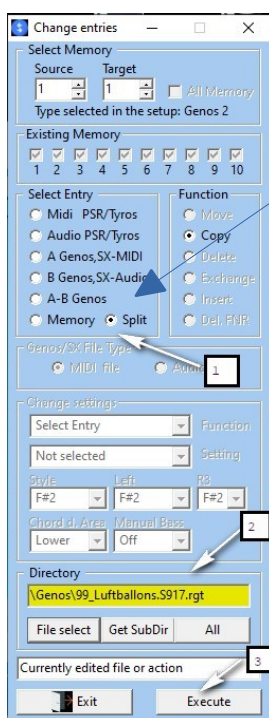 Change entries
Select Memory
Source Target
1 1 All Memory
Type selected in the setup: Genos 2
Existing Memory
1 2 3 4 5 6 7 8 9 10
Select Entry Function
Midi PSR/Tyros Move
Audio PSR/Tyros Copy
A Genos,SX-MIDI Delete
B Genos,SX-Audio Exchange
A-B Genos Insert
Memory Split Del. FNR
Genos/SX File Type 1
MIDI file
Change settings
Select Entry Function
Not selected Setting
Style Left R3
F#2 F#2 F#2
Chord d. Area Manual Bass 2
Lower Off
Directory
\Genos\99_Luftballons.S917.rgt
File select Get SubDir All
Currently edited file or action 3
Exit Execute